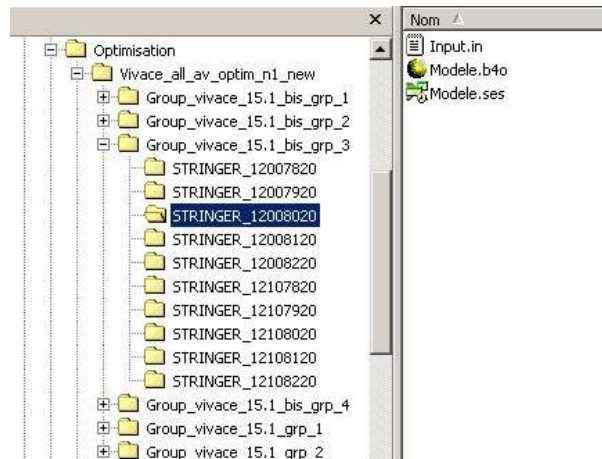 Optimisation
Vivace_all_av_optim_n1_new
Group_vivace_15.1_bis_grp_1
Group_vivace_15.1_bis_grp_2
Group_vivace_15.1_bis_grp_3
STRINGER_12007820
STRINGER_12007920
STRINGER_12008020
STRINGER_12008120
STRINGER_12008220
STRINGER_12107820
STRINGER_12107920
STRINGER_12108020
STRINGER_12108120
STRINGER_12108220
Group_vivace_15.1_bis_grp_4
Group_vivace_15.1_grp_1
Group_vivace_15.1_grp_2
Nom
Input.in
Modele.b4o
Modele.ses